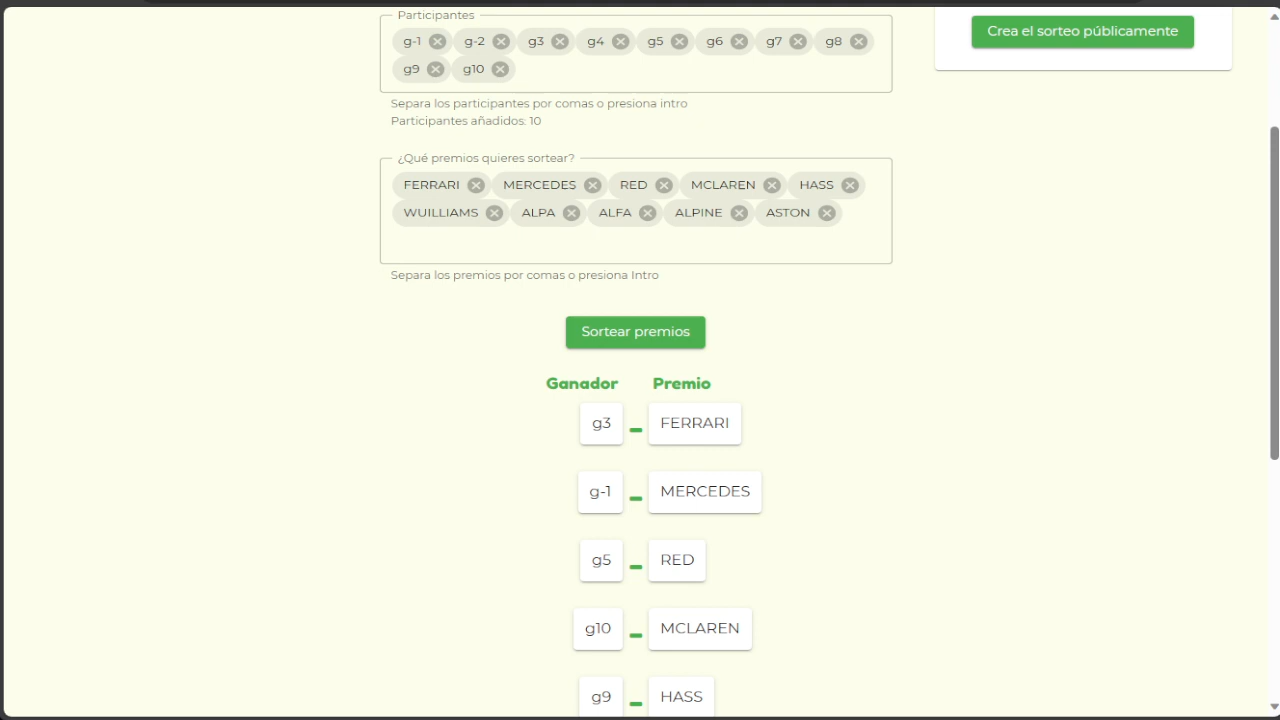 Participantes
Crea el sorteo públicamente
g-1 g-2 g3 g4 g5 g6 g7 g8
g9 g10
Separa los participantes por comas o presiona intro
Participantes añadidos: 10
¿Qué premios quieres sortear?
FERRARI MERCEDES RED MCLAREN HASS
WUILLIAMS ALPA ALFA ALPINE ASTON
Separa los premios por comas o presiona Intro
Sortear premios
Ganador Premio
g3 - FERRARI
g-1 - MERCEDES
g5 - RED
g10 - MCLAREN
g9 - HASS